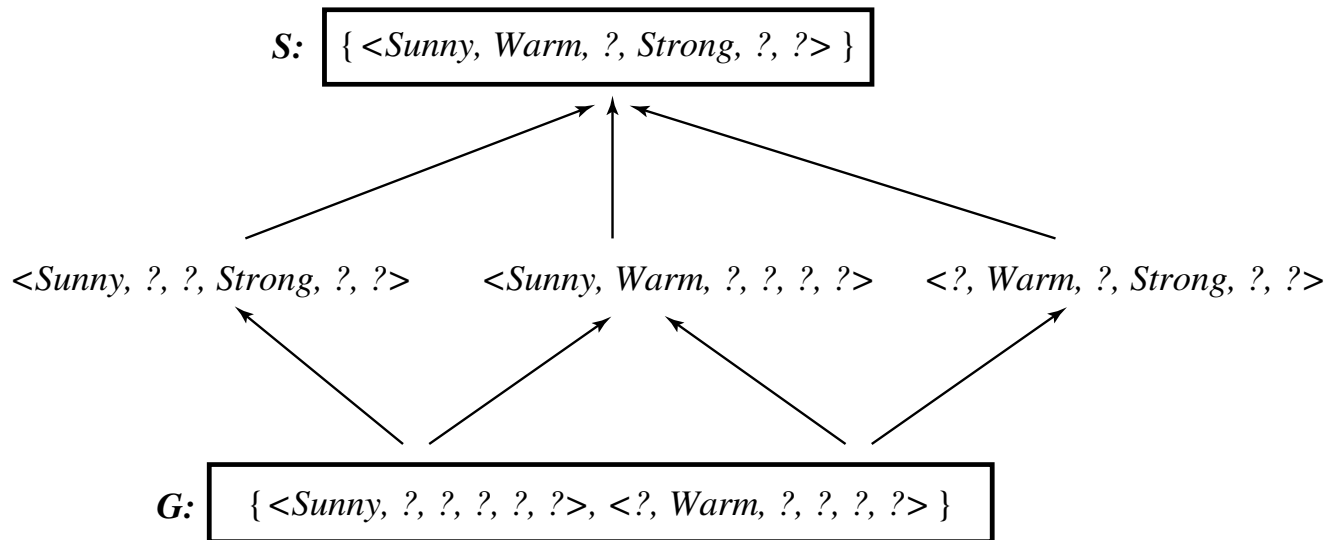 S: { <Sunny, Warm, ?, Strong, ?, ?> }
<Sunny, ?, ?, Strong, ?, ?> <Sunny, Warm, ?, ?, ?, ?> <?, Warm, ?, Strong, ?, ?>
G: { <Sunny, ?, ?, ?, ?, ?>, <?, Warm, ?, ?, ?, ?> }